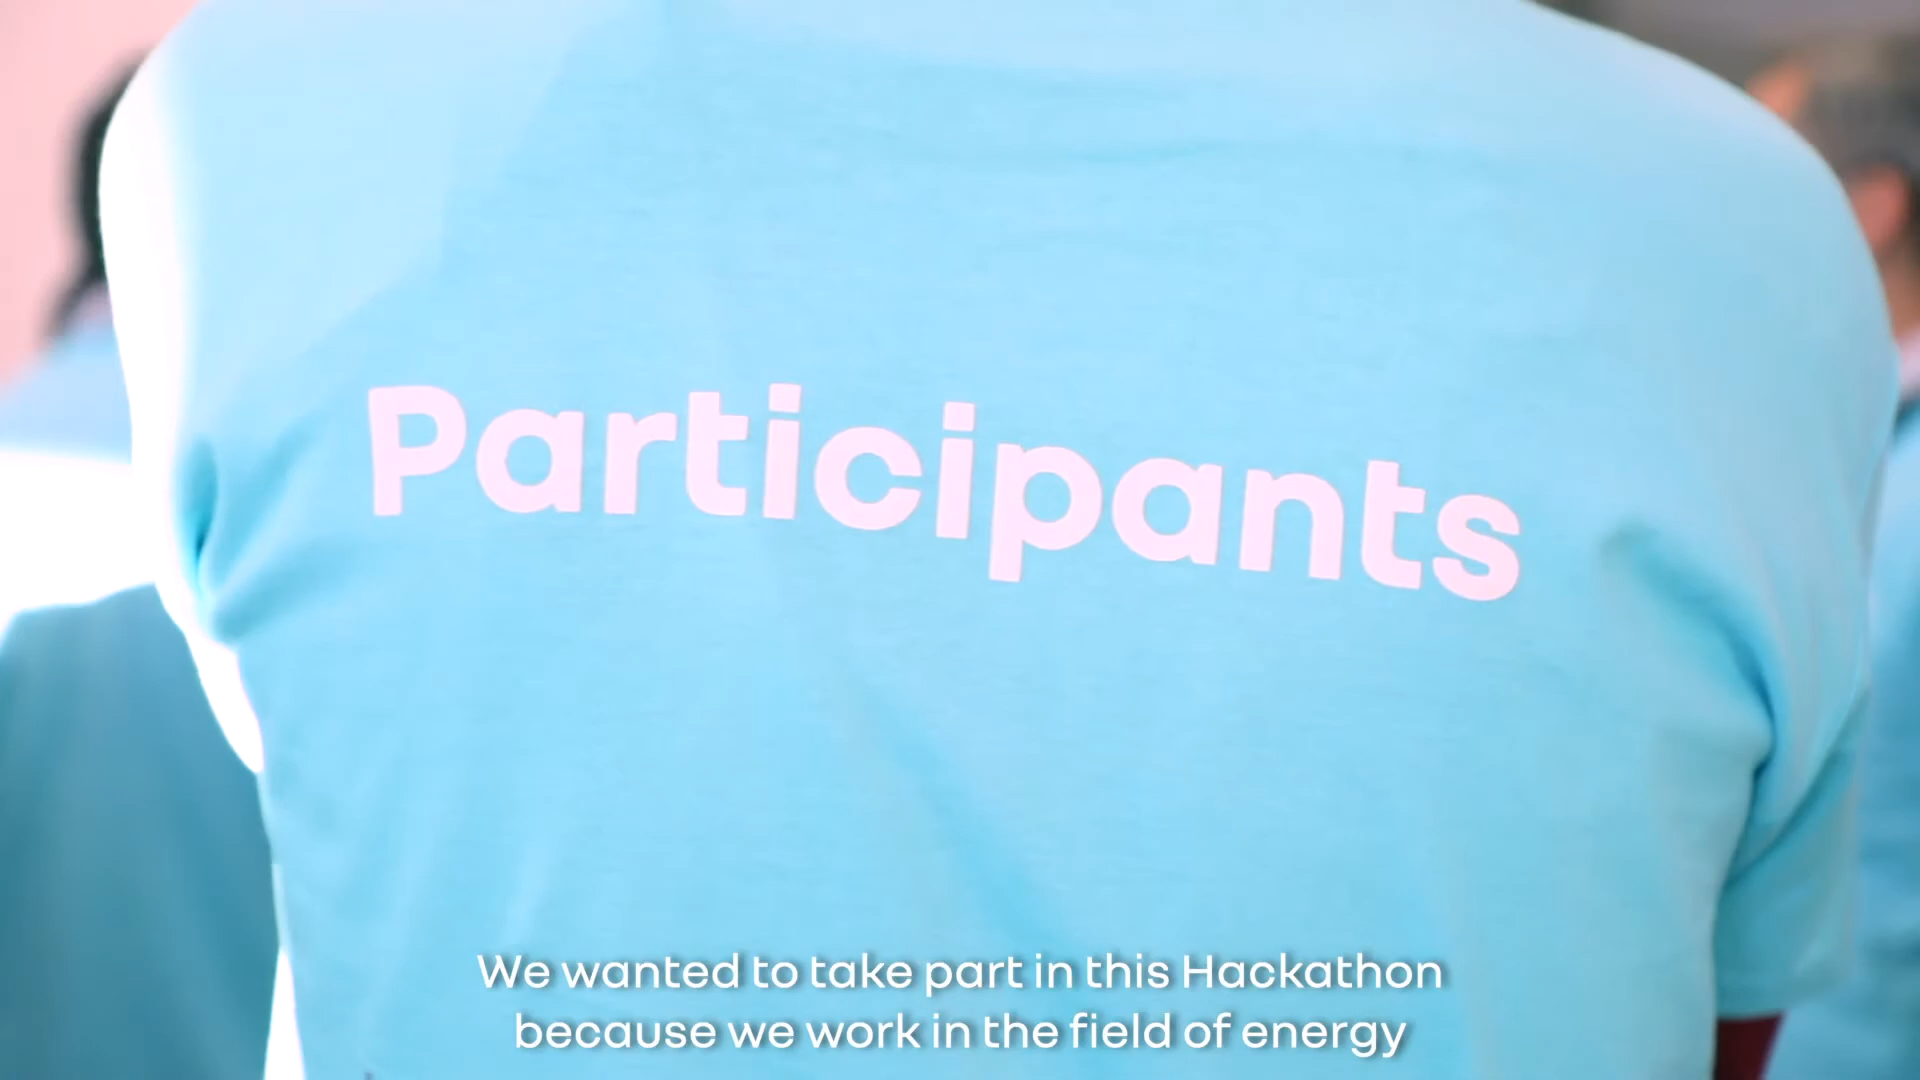 Participants
We wanted to take part in this Hackathon
because we work in the field of energy